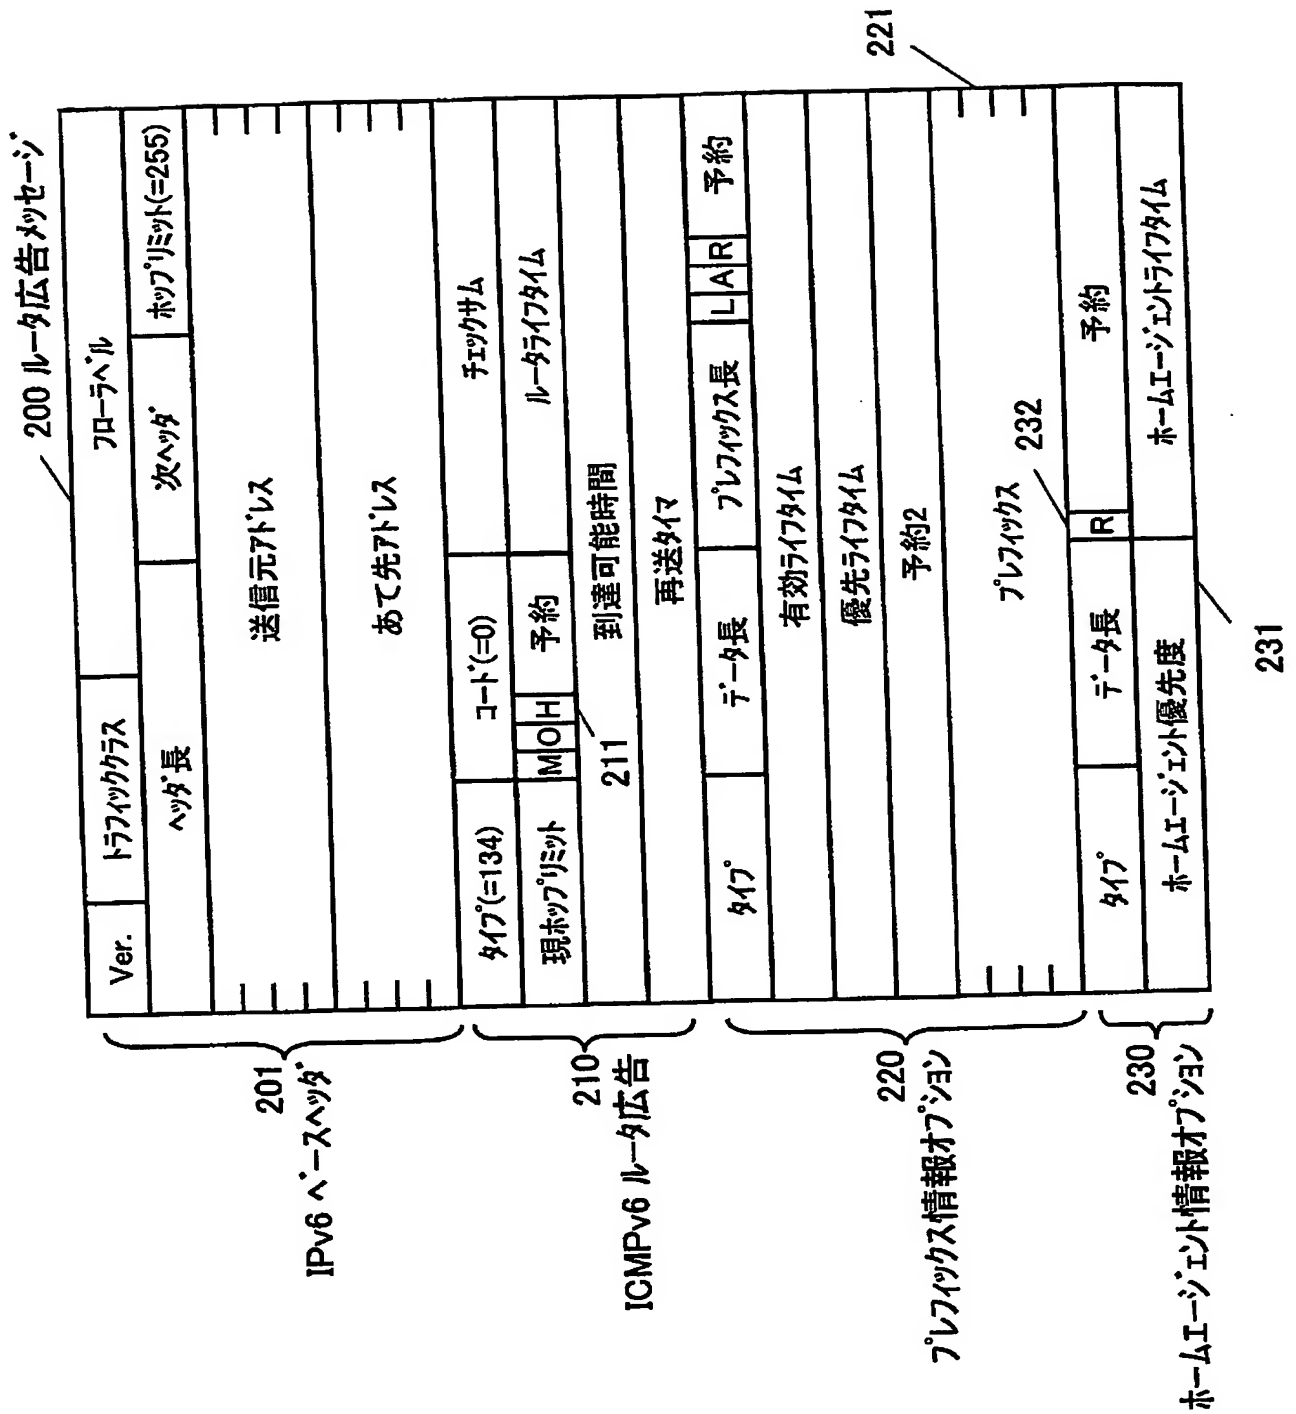 200 ルータ広告メッセージ
Ver. トラフィッククラス フローラベル
ヘッダ長 次ヘッダ ホップリミット(=255)
送信元アドレス
あて先アドレス
201
IPv6 ベースヘッダ
タイプ(=134) コード(=0) チェックサム
現ホップリミット M O H 予約 ルータライフタイム
211
到達可能時間
再送タイマ
210
ICMPv6 ルータ広告
タイプ データ長 プレフィックス長 L A R 予約
有効ライフタイム
優先ライフタイム
予約2
プレフィックス
221
220
プレフィックス情報オプション
232
タイプ データ長 R 予約
ホームエージェント優先度 ホームエージェントライフタイム
231
230
ホームエージェント情報オプション